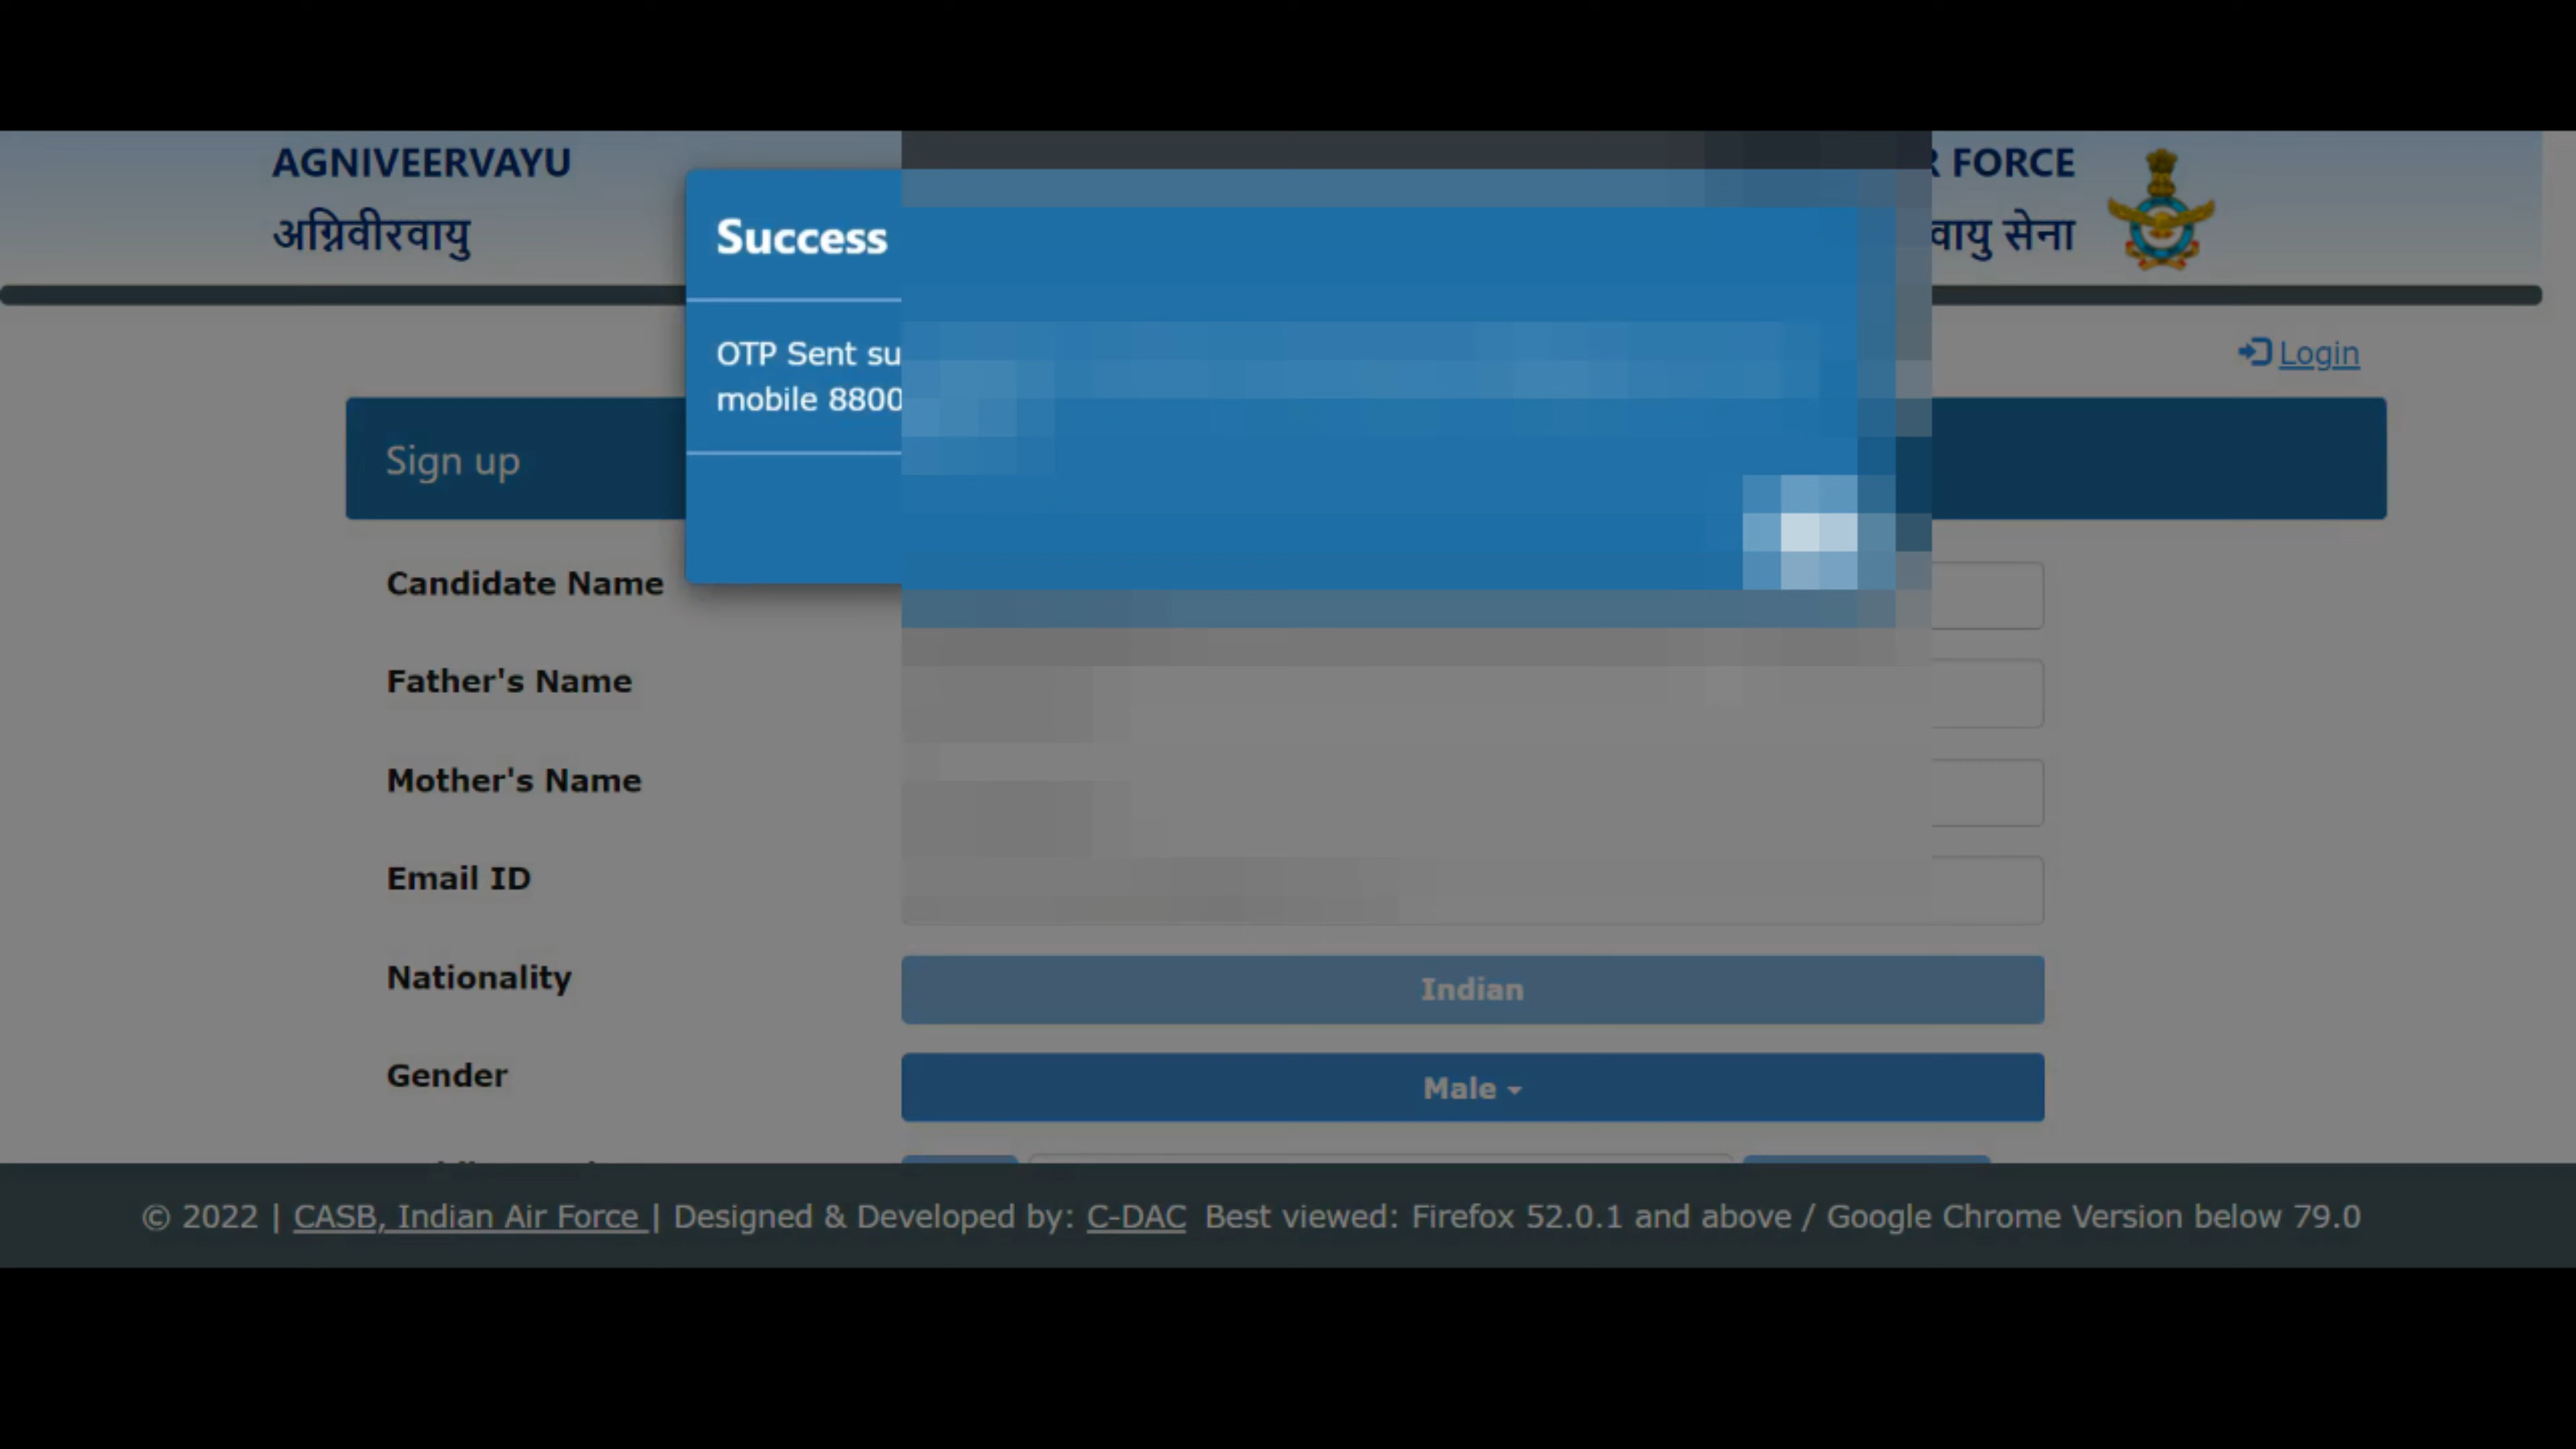 AGNIVEERVAYU
अग्निवीरवायु
FORCE
वायु सेना
Success
OTP Sent
mobile 8800
Login
Sign up
Candidate Name
Father's Name
Mother's Name
Email ID
Nationality
Indian
Gender
Male
© 2022 | CASB, Indian Air Force | Designed & Developed by: C-DAC Best viewed: Firefox 52.0.1 and above / Google Chrome Version below 79.0